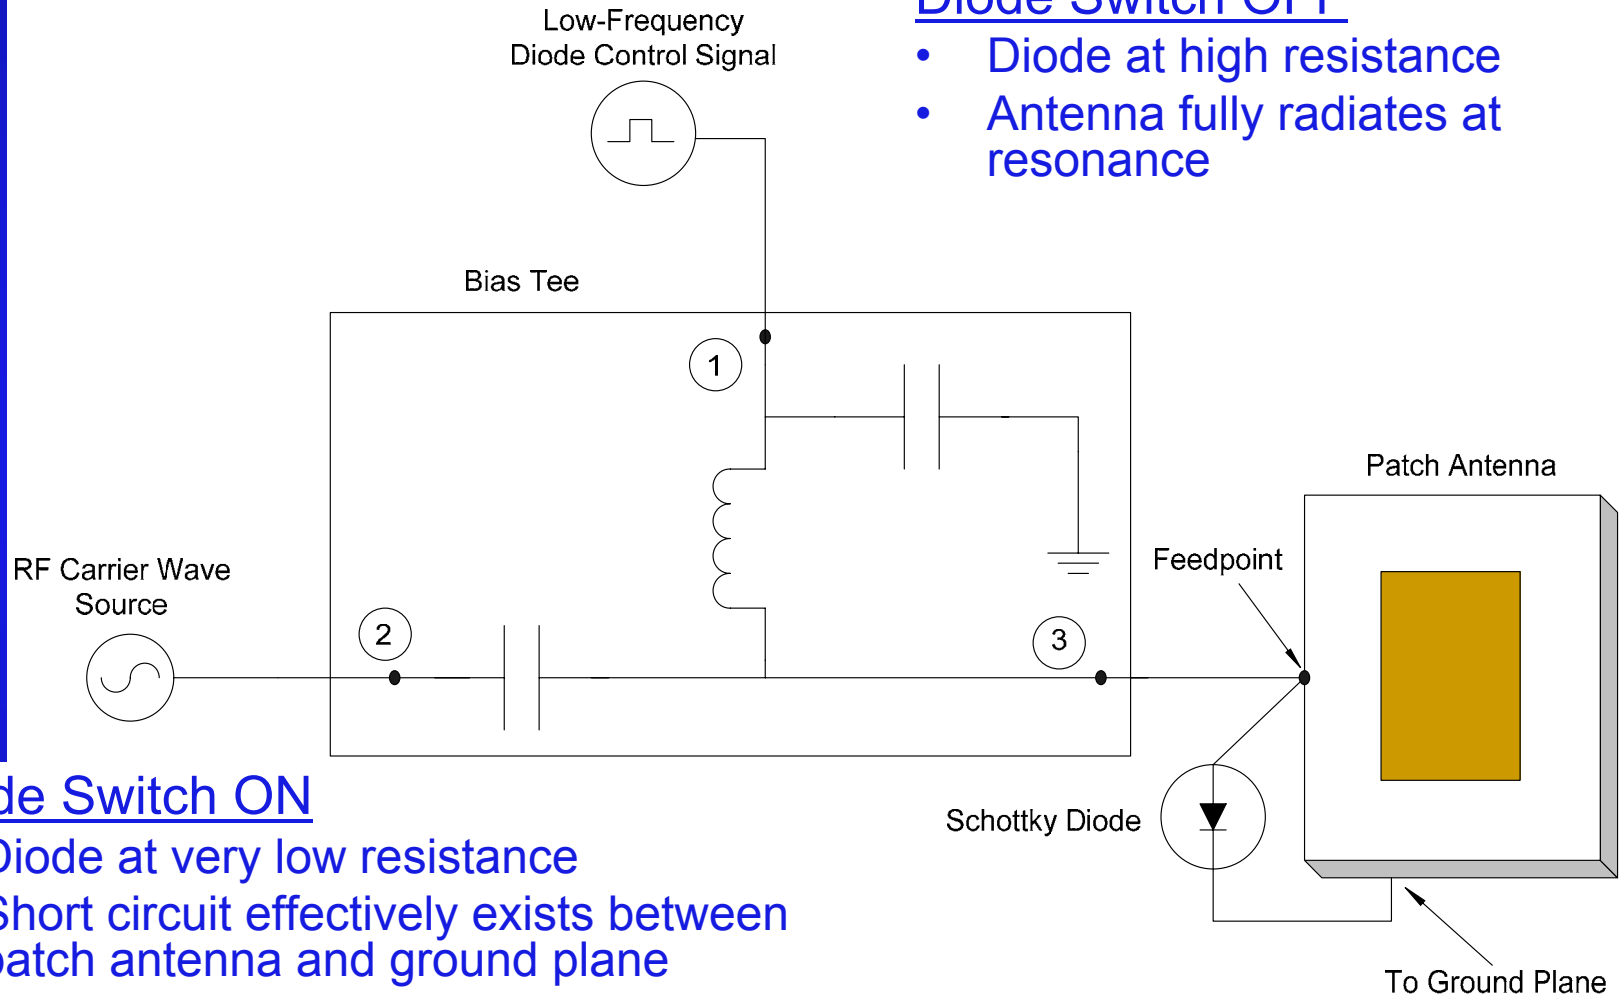 Low-Frequency
Diode Control Signal
Diode Switch OFF
• Diode at high resistance
• Antenna fully radiates at
resonance
Bias Tee
1
Patch Antenna
Feedpoint
RF Carrier Wave
Source
2
3
Schottky Diode
de Switch ON
Diode at very low resistance
Short circuit effectively exists between
patch antenna and ground plane
To Ground Plane